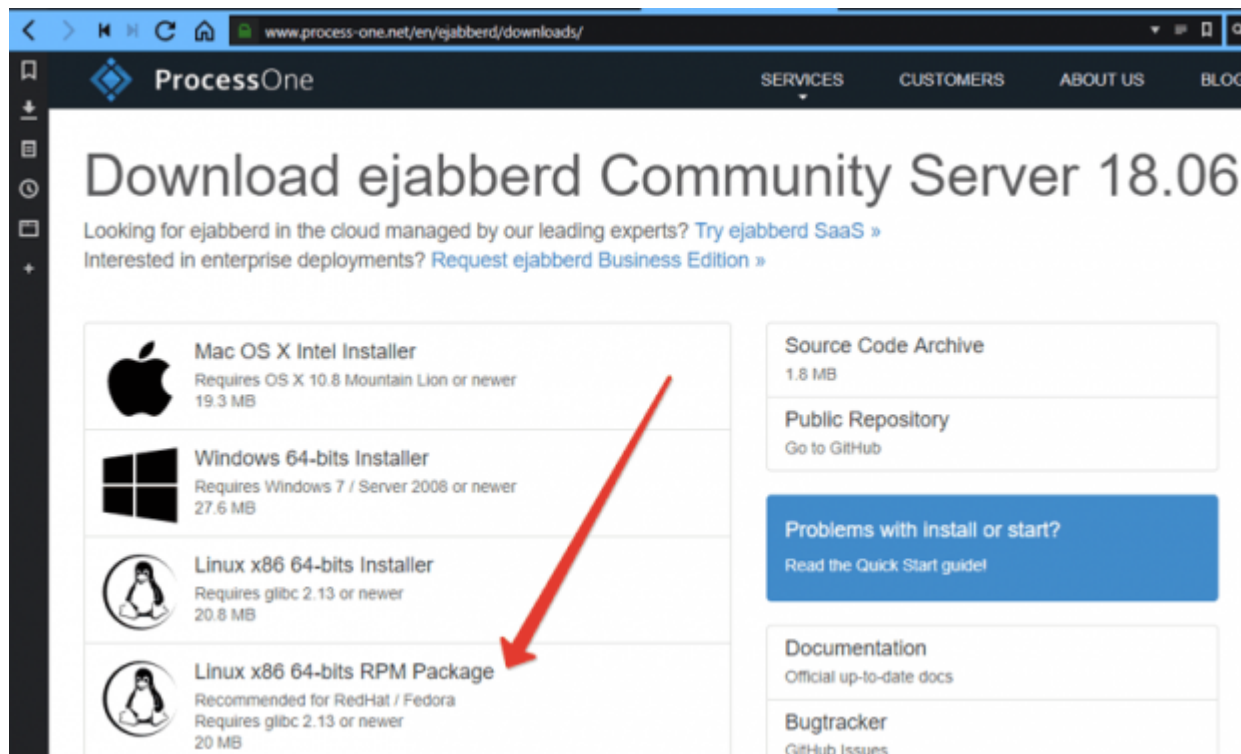 www.process-one.net/en/ejabberd/downloads/
ProcessOne
SERVICES CUSTOMERS ABOUT US BLOG
Download ejabberd Community Server 18.06
Looking for ejabberd in the cloud managed by our leading experts? Try ejabberd SaaS »
Interested in enterprise deployments? Request ejabberd Business Edition »
Mac OS X Intel Installer
Requires OS X 10.8 Mountain Lion or newer
19.3 MB
Windows 64-bits Installer
Requires Windows 7 / Server 2008 or newer
27.6 MB
Linux x86 64-bits Installer
Requires glibc 2.13 or newer
20.8 MB
Linux x86 64-bits RPM Package
Recommended for RedHat / Fedora
Requires glibc 2.13 or newer
20 MB
Source Code Archive
1.8 MB
Public Repository
Go to GitHub
Problems with install or start?
Read the Quick Start guide!
Documentation
Official up-to-date docs
Bugtracker
GitHub Issues